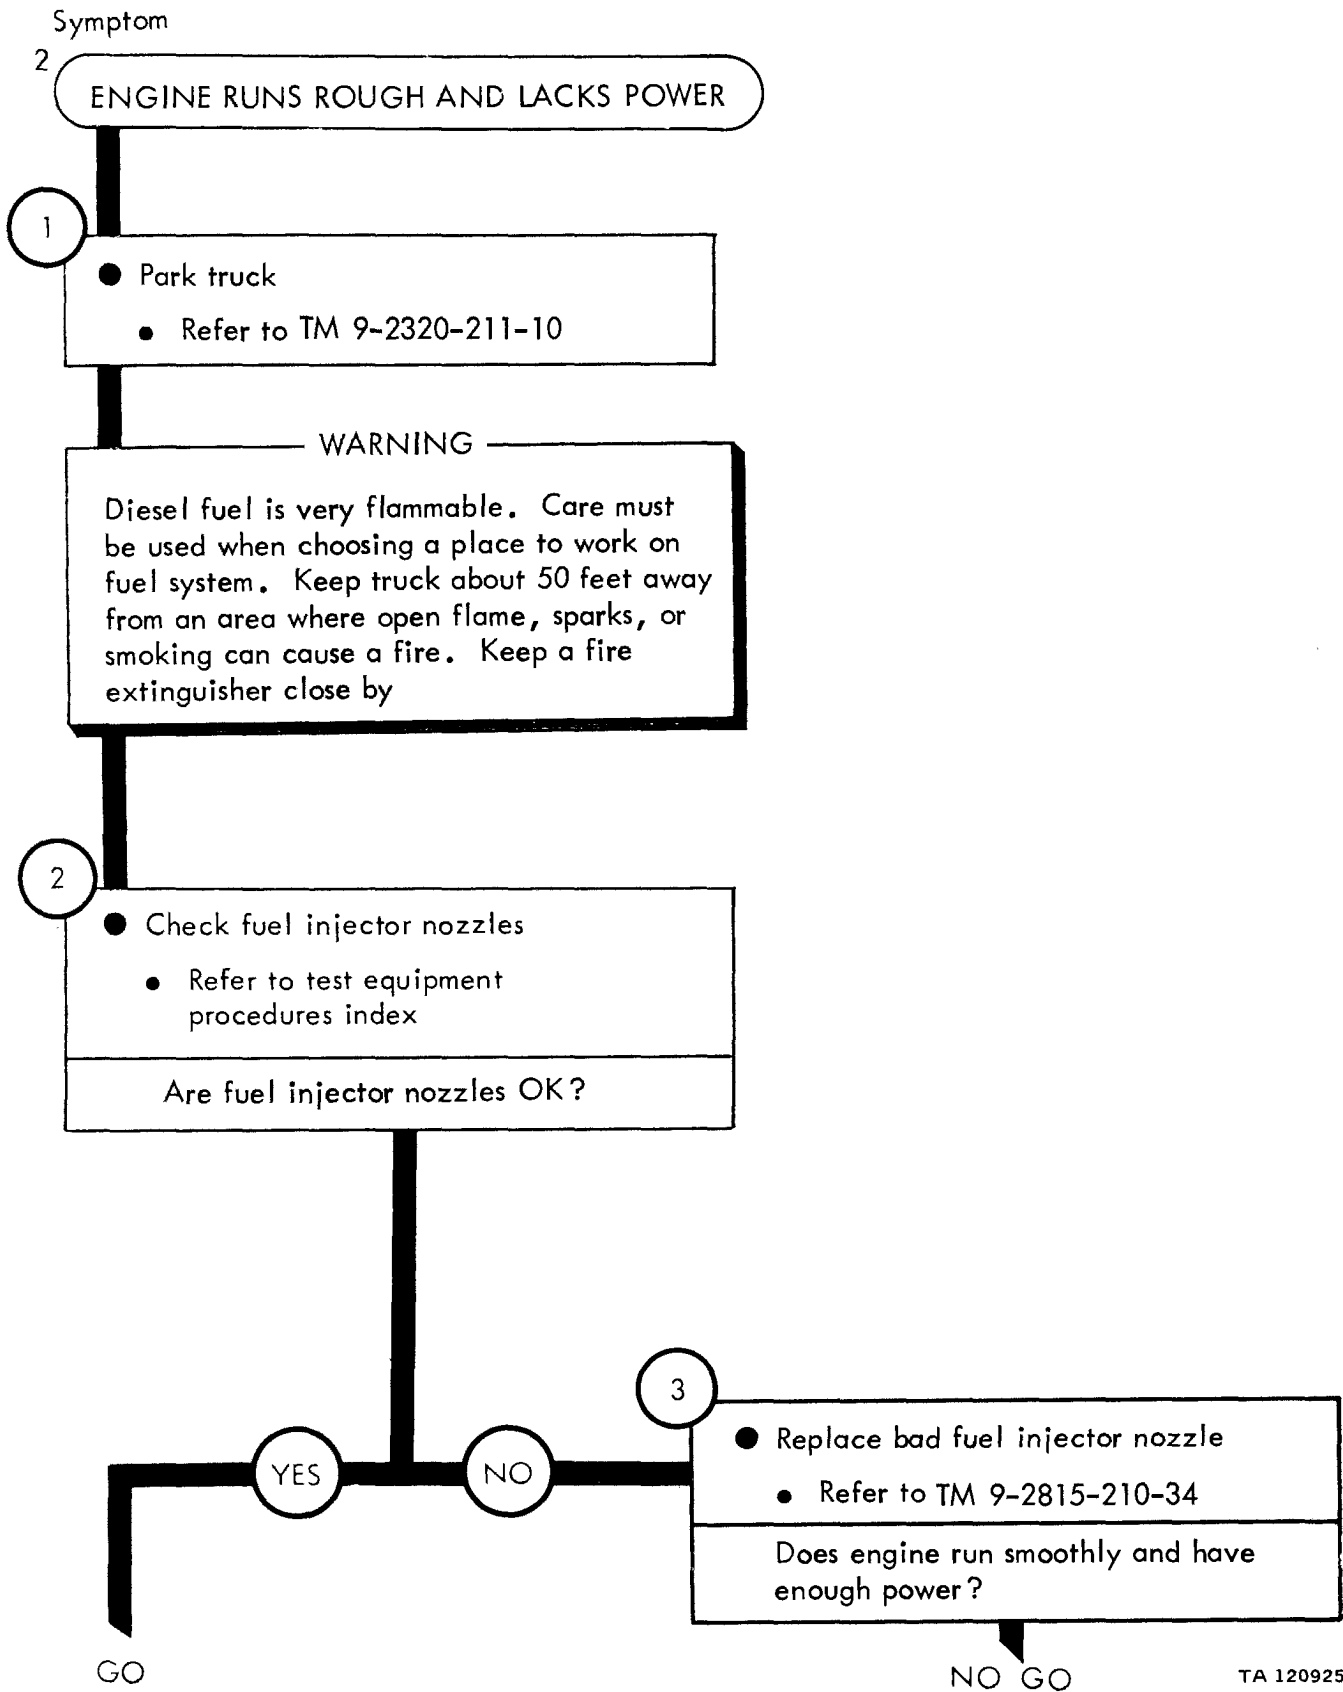 Symptom
2
ENGINE RUNS ROUGH AND LACKS POWER
1
● Park truck
● Refer to TM 9-2320-211-10
WARNING
Diesel fuel is very flammable. Care must
be used when choosing a place to work on
fuel system. Keep truck about 50 feet away
from an area where open flame, sparks, or
smoking can cause a fire. Keep a fire
extinguisher close by
2
● Check fuel injector nozzles
● Refer to test equipment
procedures index
Are fuel injector nozzles OK?
YES
NO
3
● Replace bad fuel injector nozzle
● Refer to TM 9-2815-210-34
Does engine run smoothly and have
enough power?
GO
NO GO
TA 120925